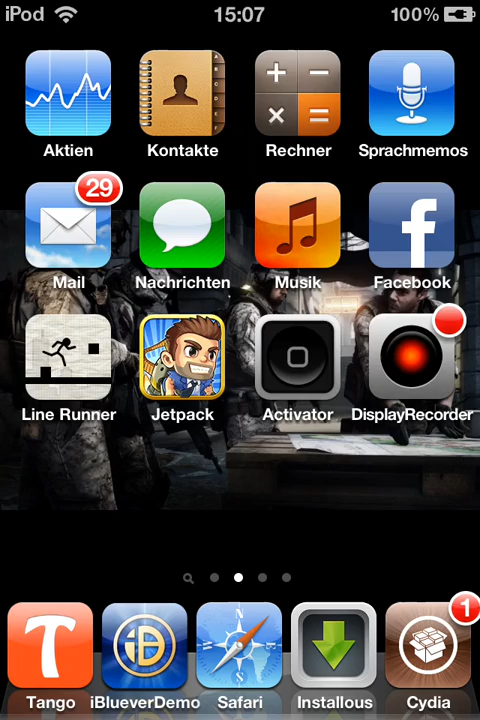 iPod 15:07 100%
Aktien Kontakte Rechner Sprachmemos
29
Mail Nachrichten Musik Facebook
Line Runner Jetpack Activator DisplayRecorder
1
Tango iBlueverDemo Safari Installous Cydia